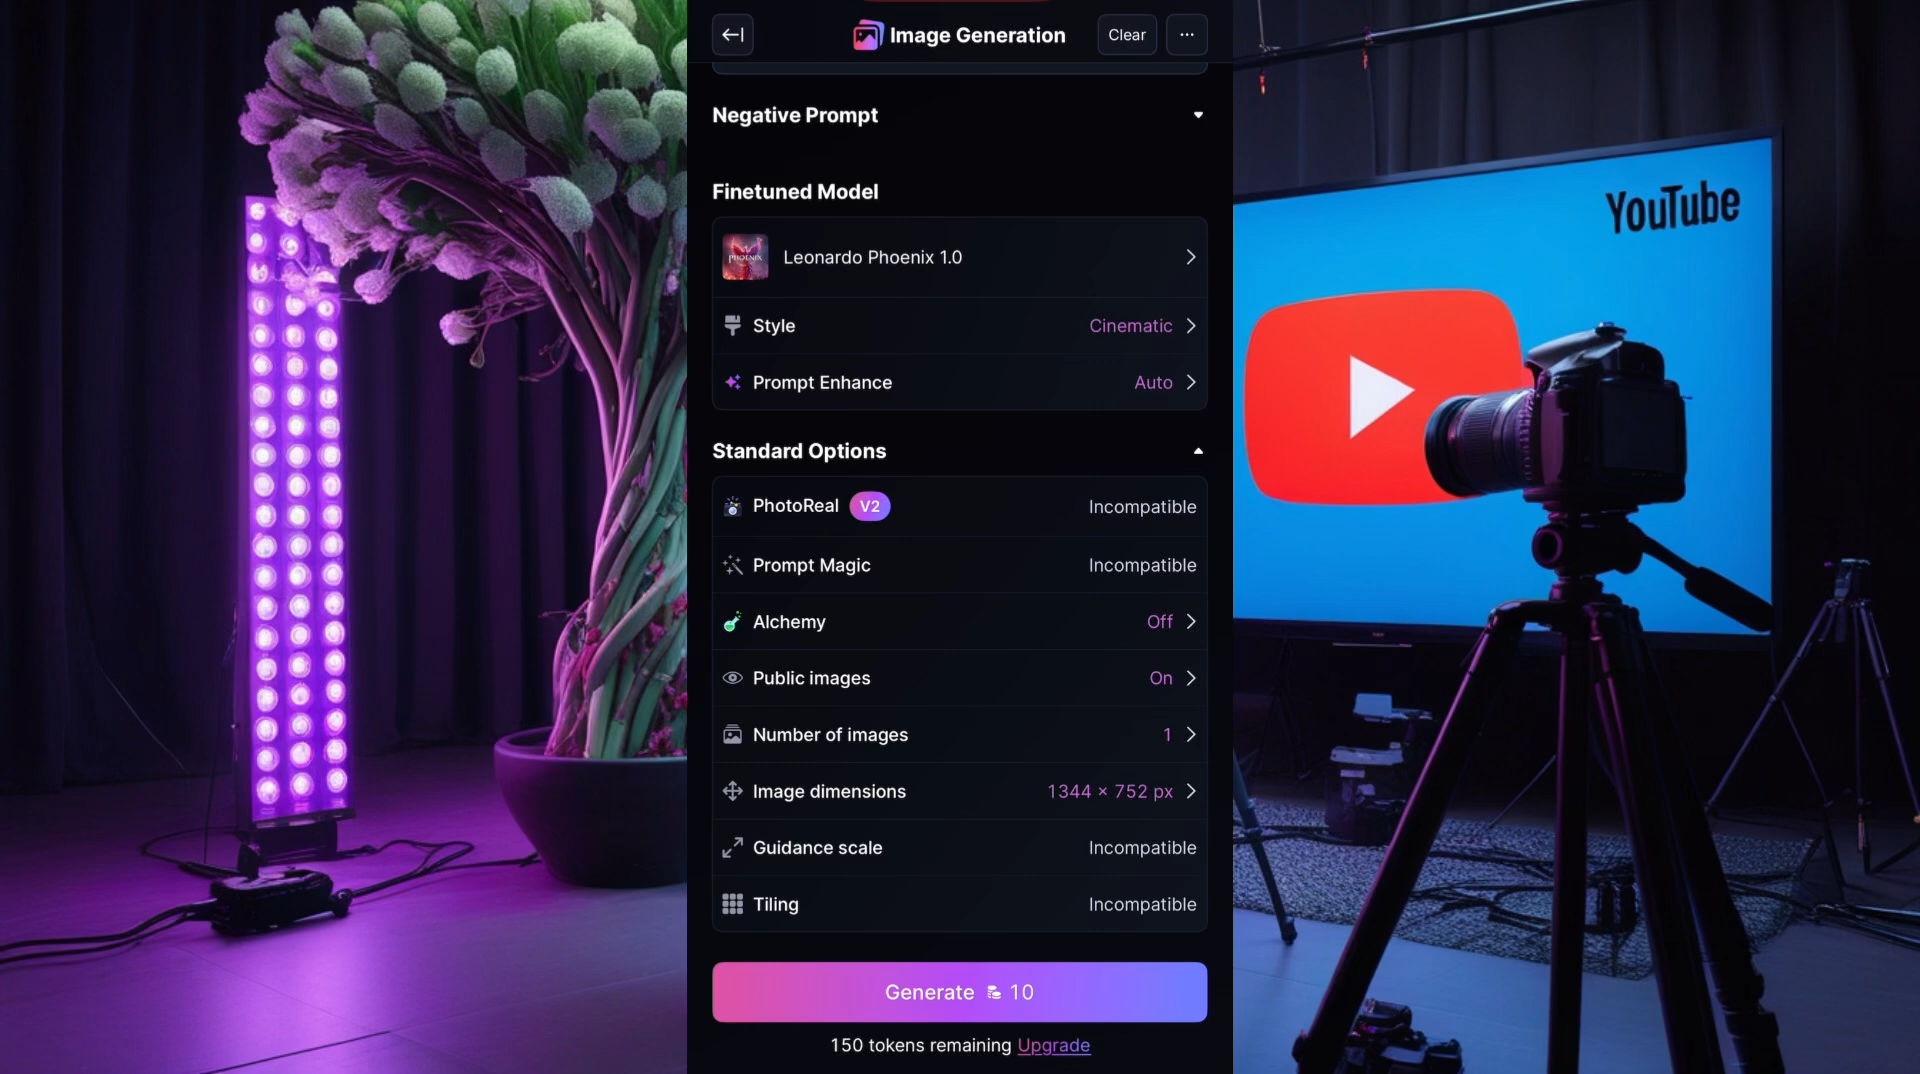 Image Generation
Clear
Negative Prompt
Finetuned Model
PHOENIX
Leonardo Phoenix 1.0
Style
Cinematic
Prompt Enhance
Auto
Standard Options
PhotoReal V2
Incompatible
Prompt Magic
Incompatible
Alchemy
Off
Public images
On
Number of images
1
Image dimensions
1344 × 752 px
Guidance scale
Incompatible
Tiling
Incompatible
Generate 10
150 tokens remaining Upgrade
YouTube